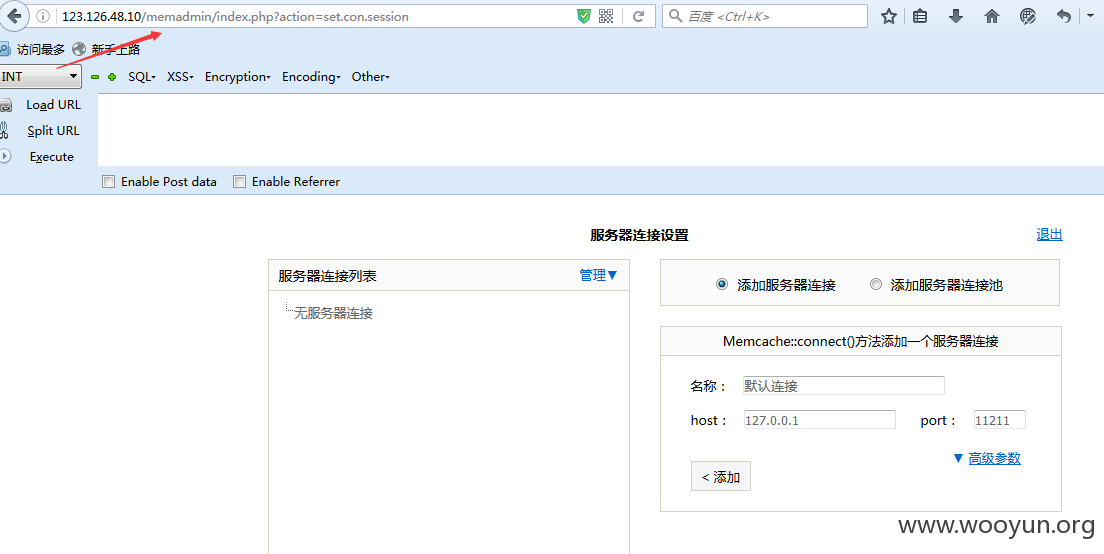 123.126.48.10/memadmin/index.php?action=set.con.session
百度 <Ctrl+K>
访问最多 新手上路
INT SQL XSS Encryption Encoding Other
Load URL
Split URL
Execute
Enable Post data Enable Referrer
服务器连接设置 退出
服务器连接列表 管理▼
无服务器连接
添加服务器连接 添加服务器连接池
Memcache::connect()方法添加一个服务器连接
名称： 默认连接
host： 127.0.0.1 port： 11211
▼ 高级参数
< 添加
www.wooyun.org